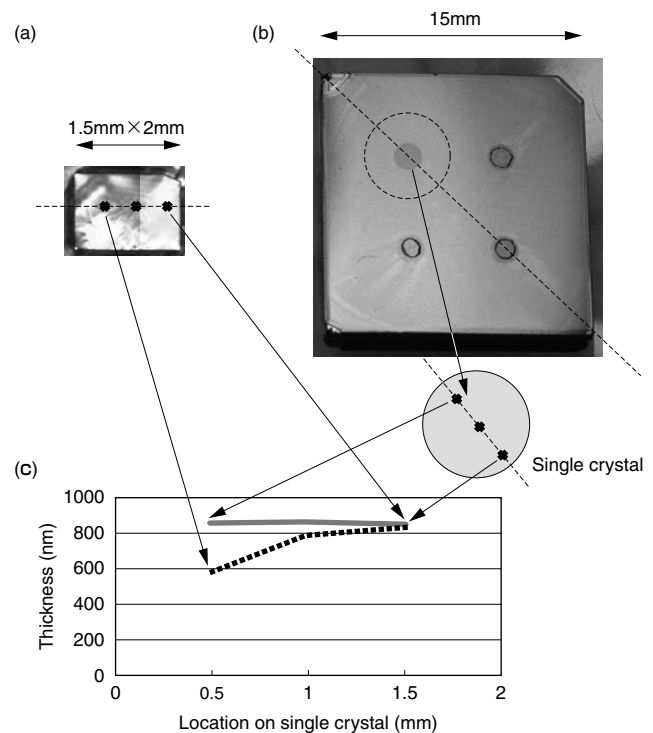 (a)
(b)
15mm
1.5mm×2mm
Single crystal
(c)
1000
800
600
400
200
0
Thickness (nm)
0
0.5
1
1.5
2
Location on single crystal (mm)